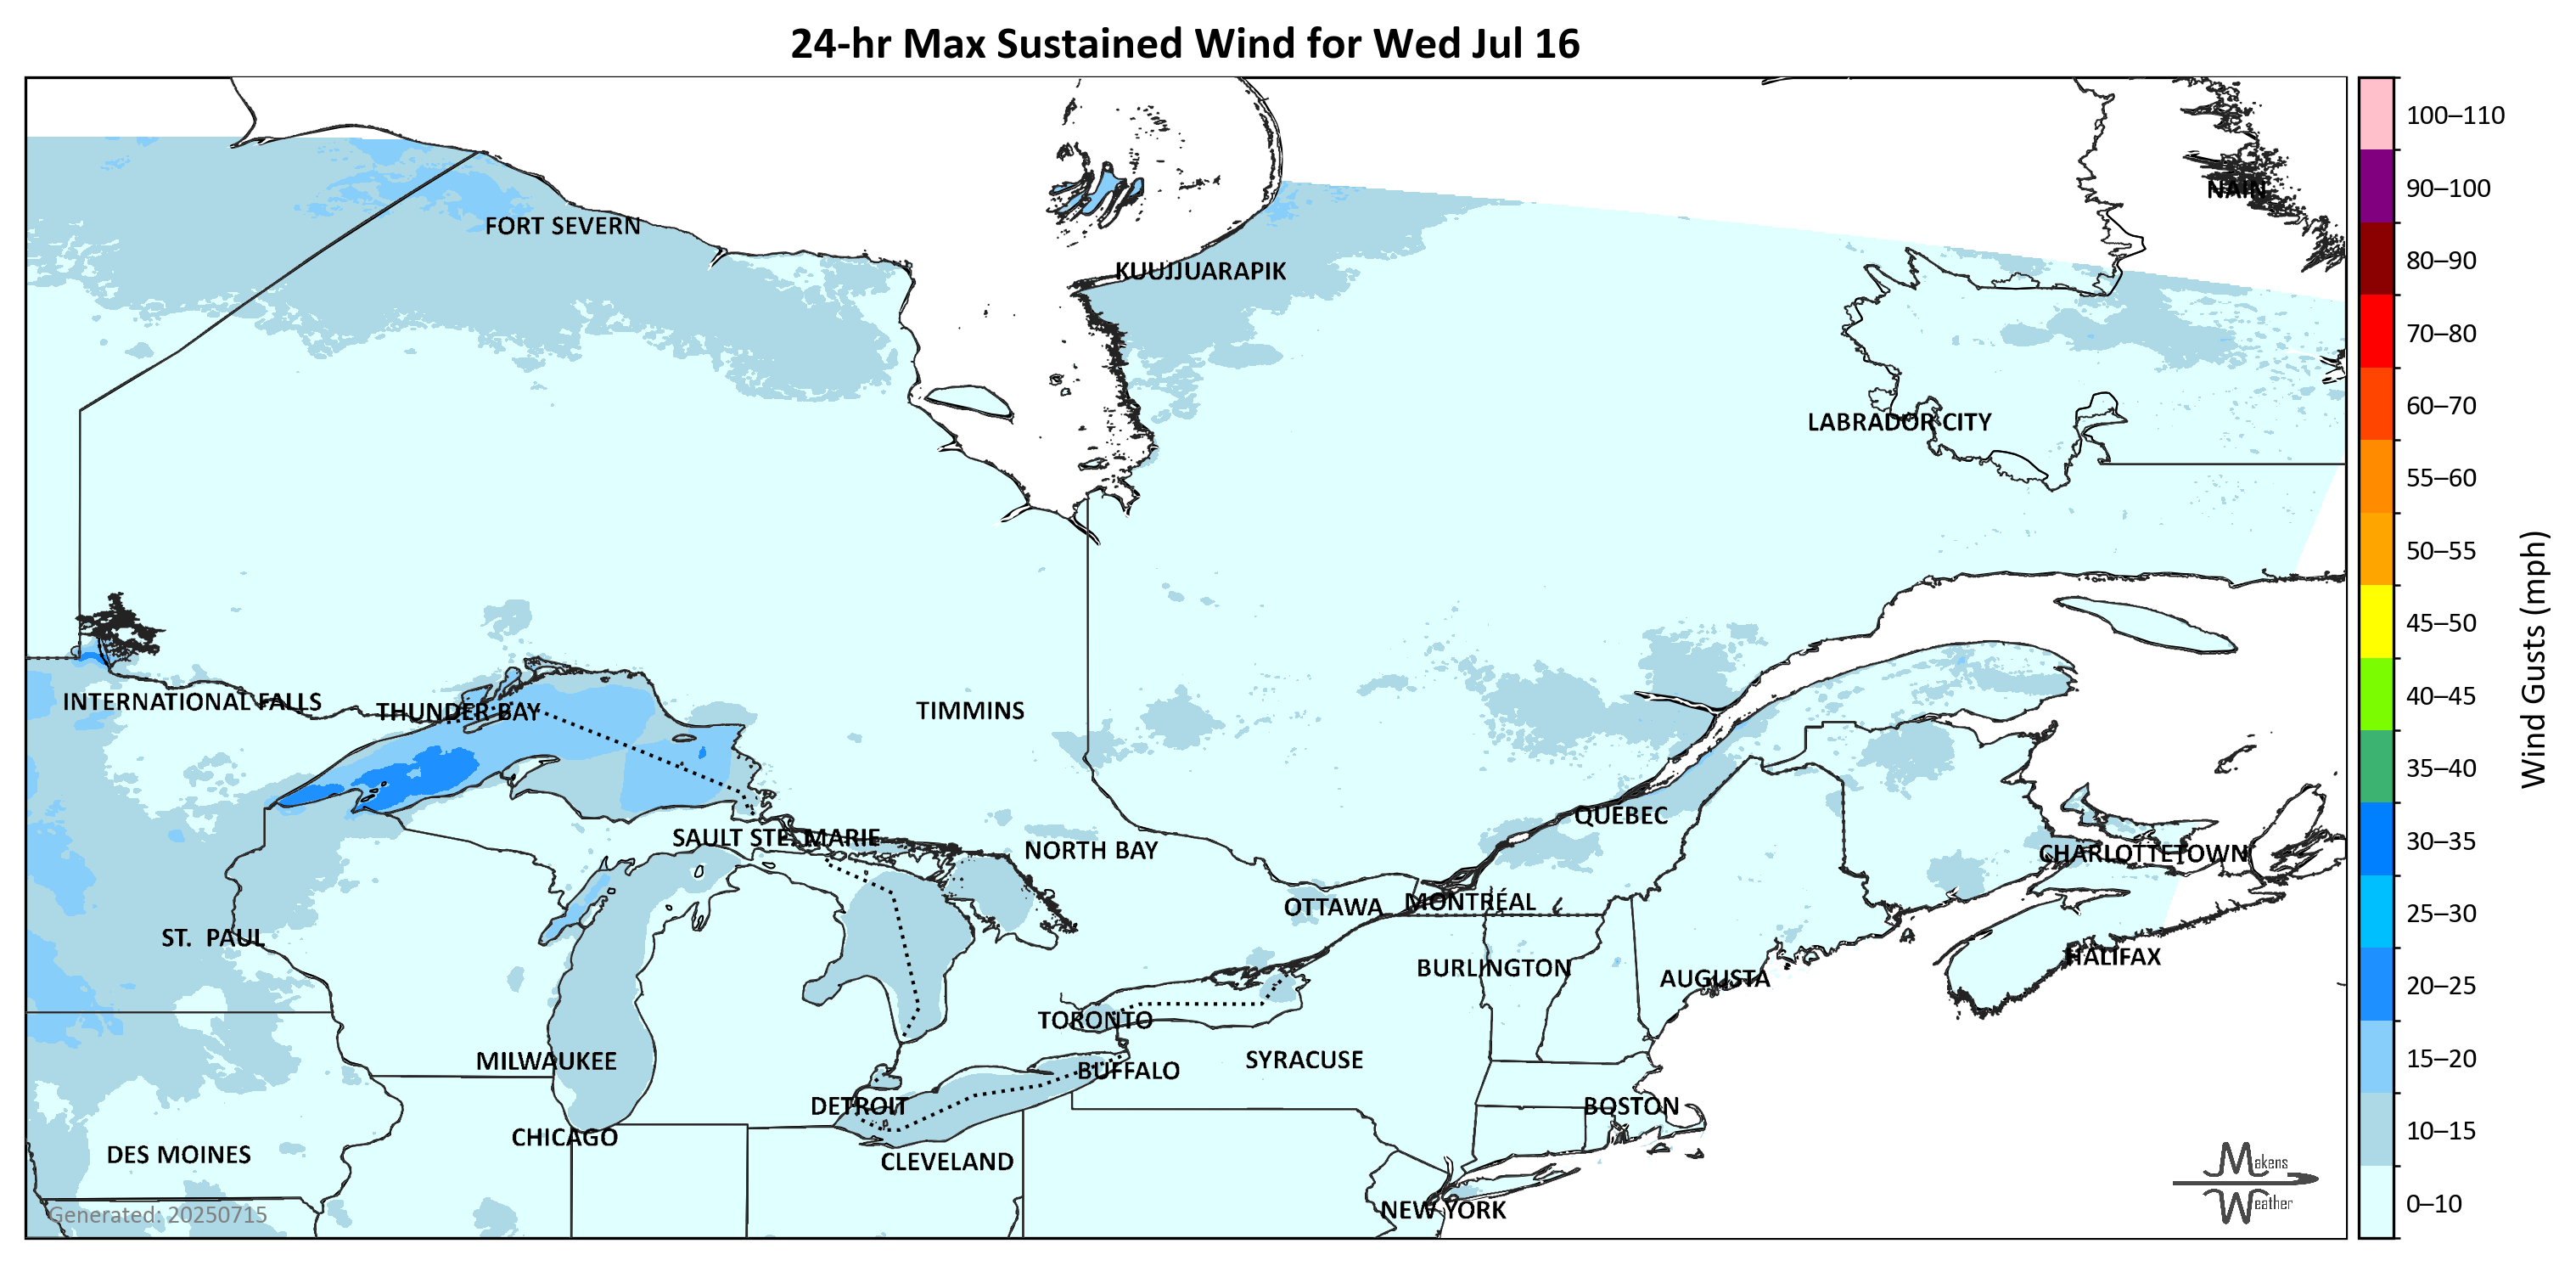 24-hr Max Sustained Wind for Wed Jul 16
NAIN
FORT SEVERN
KUUJJUARAPIK
LABRADOR CITY
INTERNATIONAL FALLS
THUNDER BAY
TIMMINS
QUÉBEC
SAULT STE. MARIE
NORTH BAY
CHARLOTTETOWN
OTTAWA
MONTRÉAL
ST. PAUL
HALIFAX
BURLINGTON
AUGUSTA
TORONTO
MILWAUKEE
SYRACUSE
BUFFALO
DETROIT
BOSTON
CHICAGO
DES MOINES
CLEVELAND
NEW YORK
Generated: 20250715
Makens
Weather
100–110
90–100
80–90
70–80
60–70
55–60
50–55
45–50
40–45
35–40
30–35
25–30
20–25
15–20
10–15
0–10
Wind Gusts (mph)